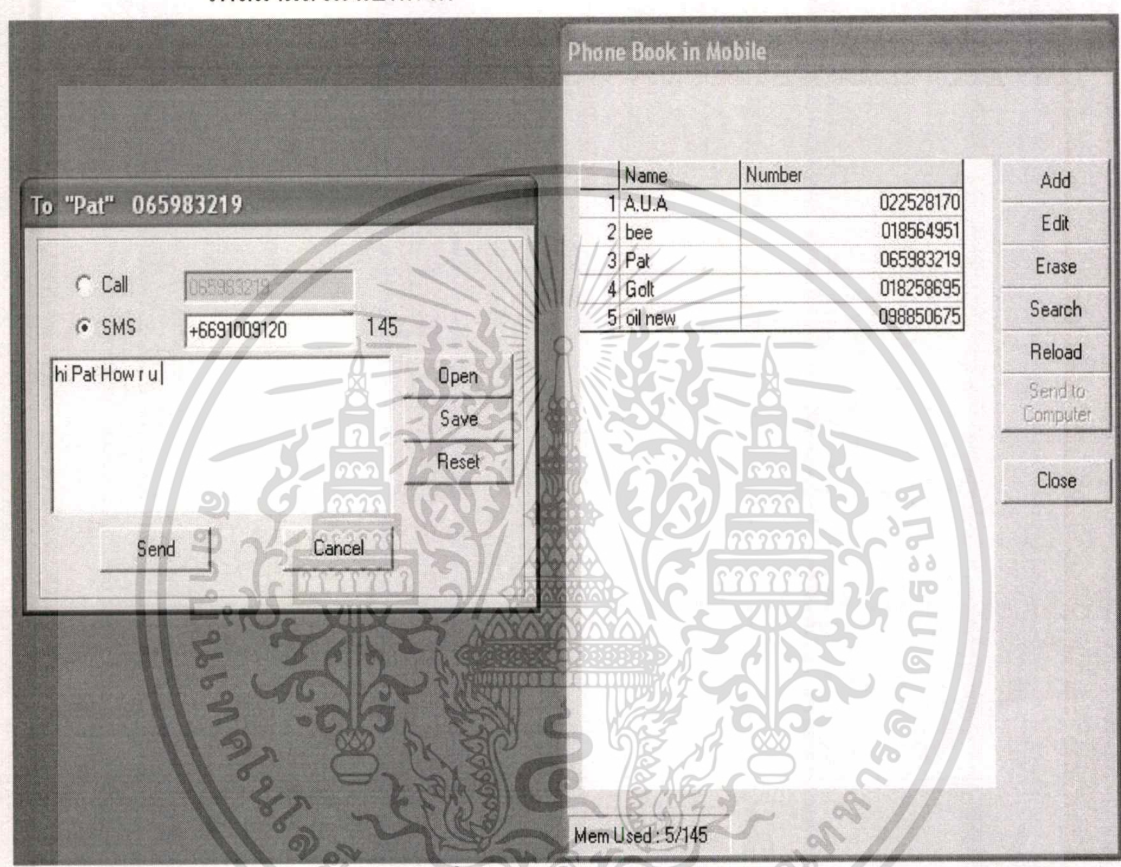 To "Pat" 065983219
Call 065983219
SMS +6691009120 145
hi Pat How r u
Open
Save
Reset
Send Cancel
Phone Book in Mobile
Name Number
1 A.U.A 022528170
2 bee 018564951
3 Pat 065983219
4 Golt 018258695
5 oil new 098850675
Add
Edit
Erase
Search
Reload
Send to
Computer
Close
Mem Used : 5/145